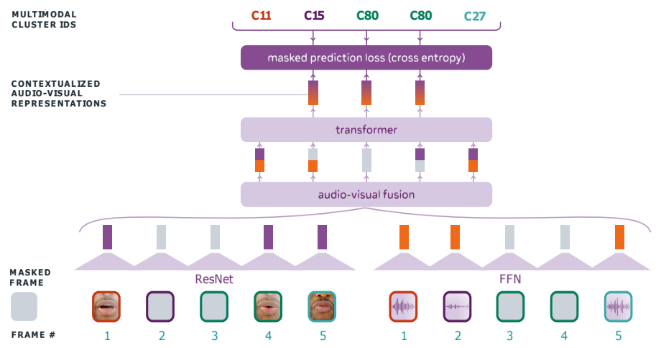 MULTIMODAL
CLUSTER IDS
C11 C15 C80 C80 C27
masked prediction loss (cross entropy)
CONTEXTUALIZED
AUDIO-VISUAL
REPRESENTATIONS
transformer
audio-visual fusion
MASKED
FRAME
ResNet FFN
FRAME # 1 2 3 4 5 1 2 3 4 5